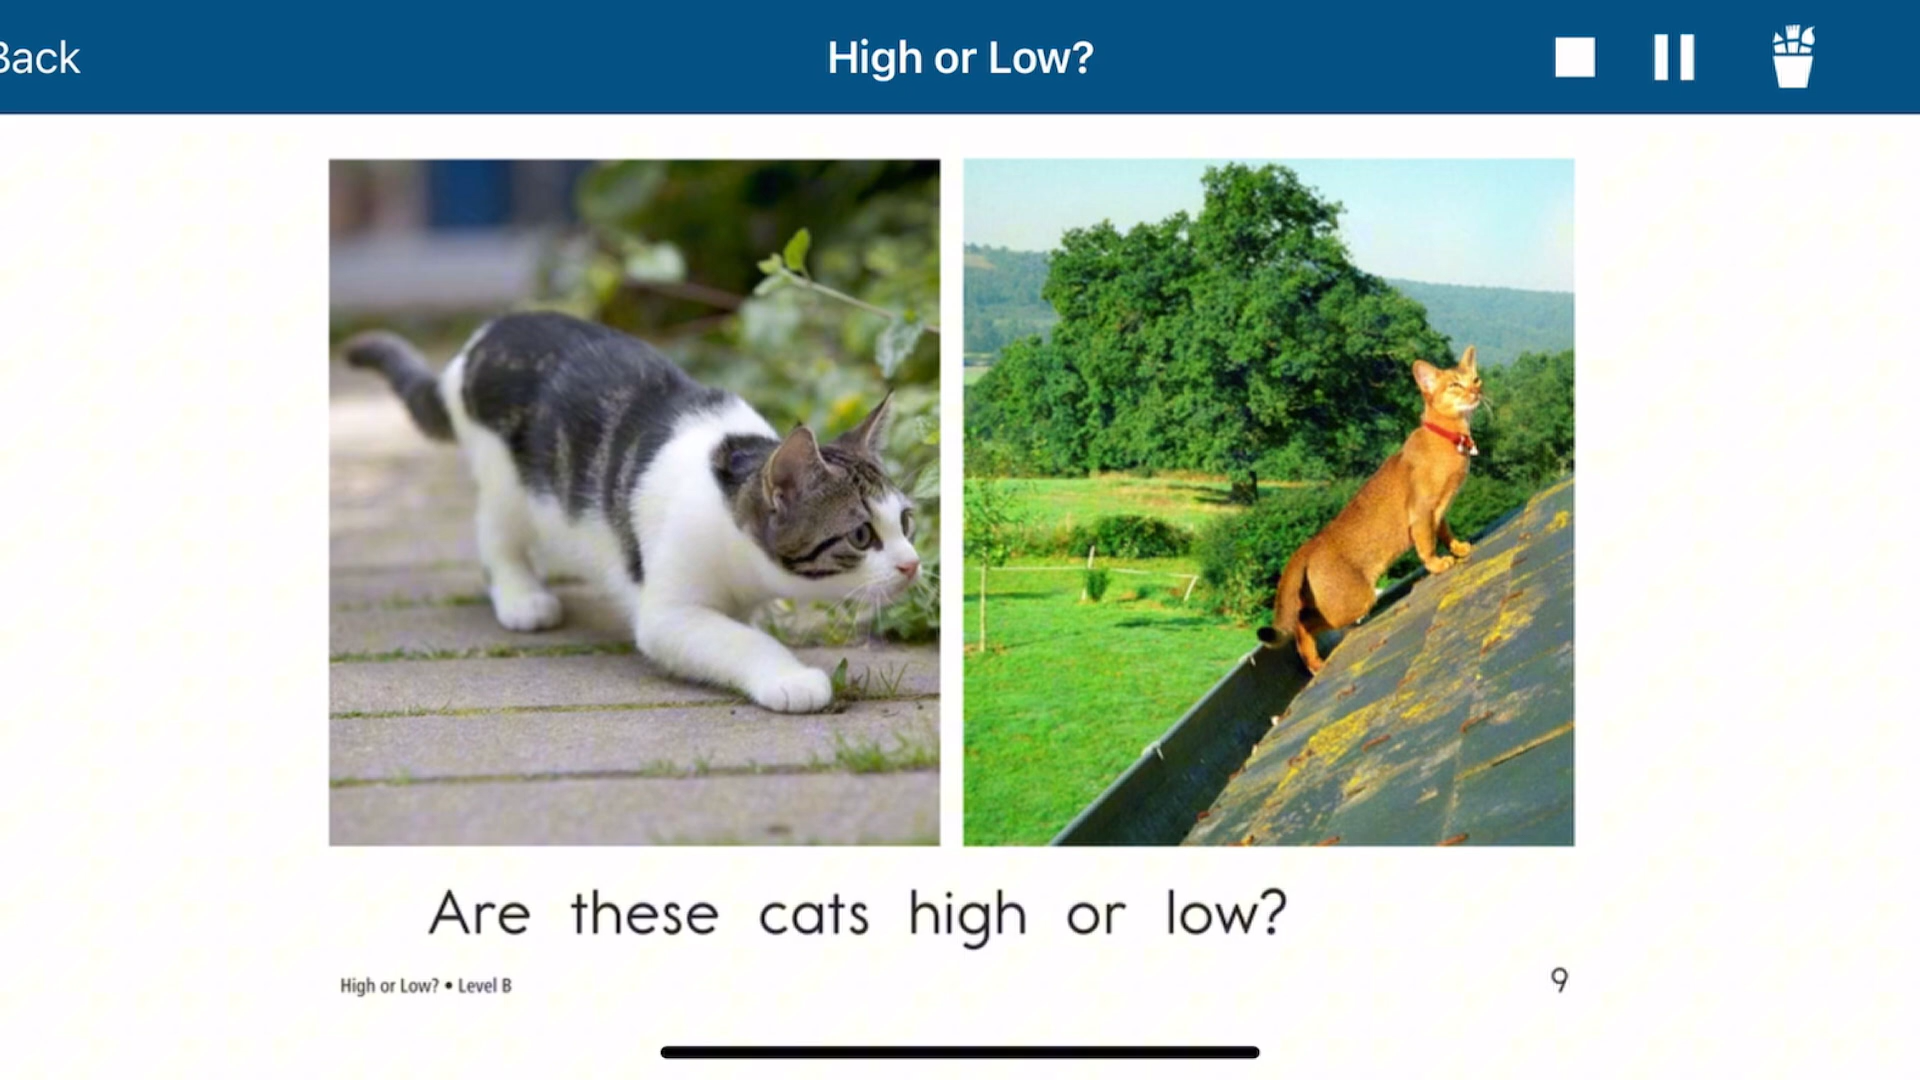 Back
High or Low?
Are these cats high or low?
High or Low? • Level B
9